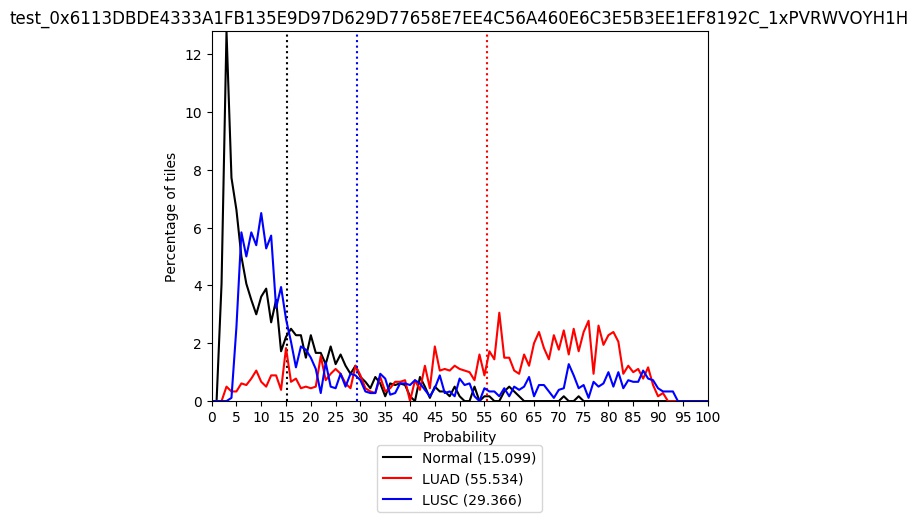 test_0x6113DBDE4333A1FB135E9D97D629D77658E7EE4C56A460E6C3E5B3EE1EF8192C_1xPVRWVOYH1H
12
10
8
6
4
2
0
Percentage of tiles
0 5 10 15 20 25 30 35 40 45 50 55 60 65 70 75 80 85 90 95 100
Probability
Normal (15.099)
LUAD (55.534)
LUSC (29.366)